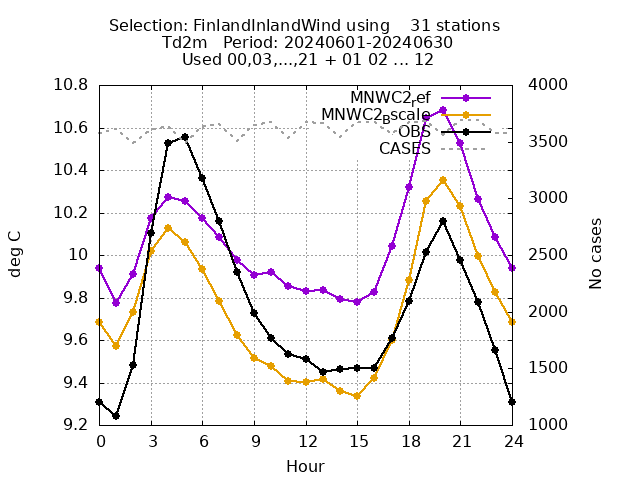 Selection: FinlandInlandWind using    31 stations
Td2m   Period: 20240601-20240630
Used 00,03,...,21 + 01 02 ... 12
MNWC2_ref
MNWC2_B scale
OBS
CASES
10.8
10.6
10.4
10.2
10
9.8
9.6
9.4
9.2
4000
3500
3000
2500
2000
1500
1000
0 3 6 9 12 15 18 21 24
deg C
No cases
Hour